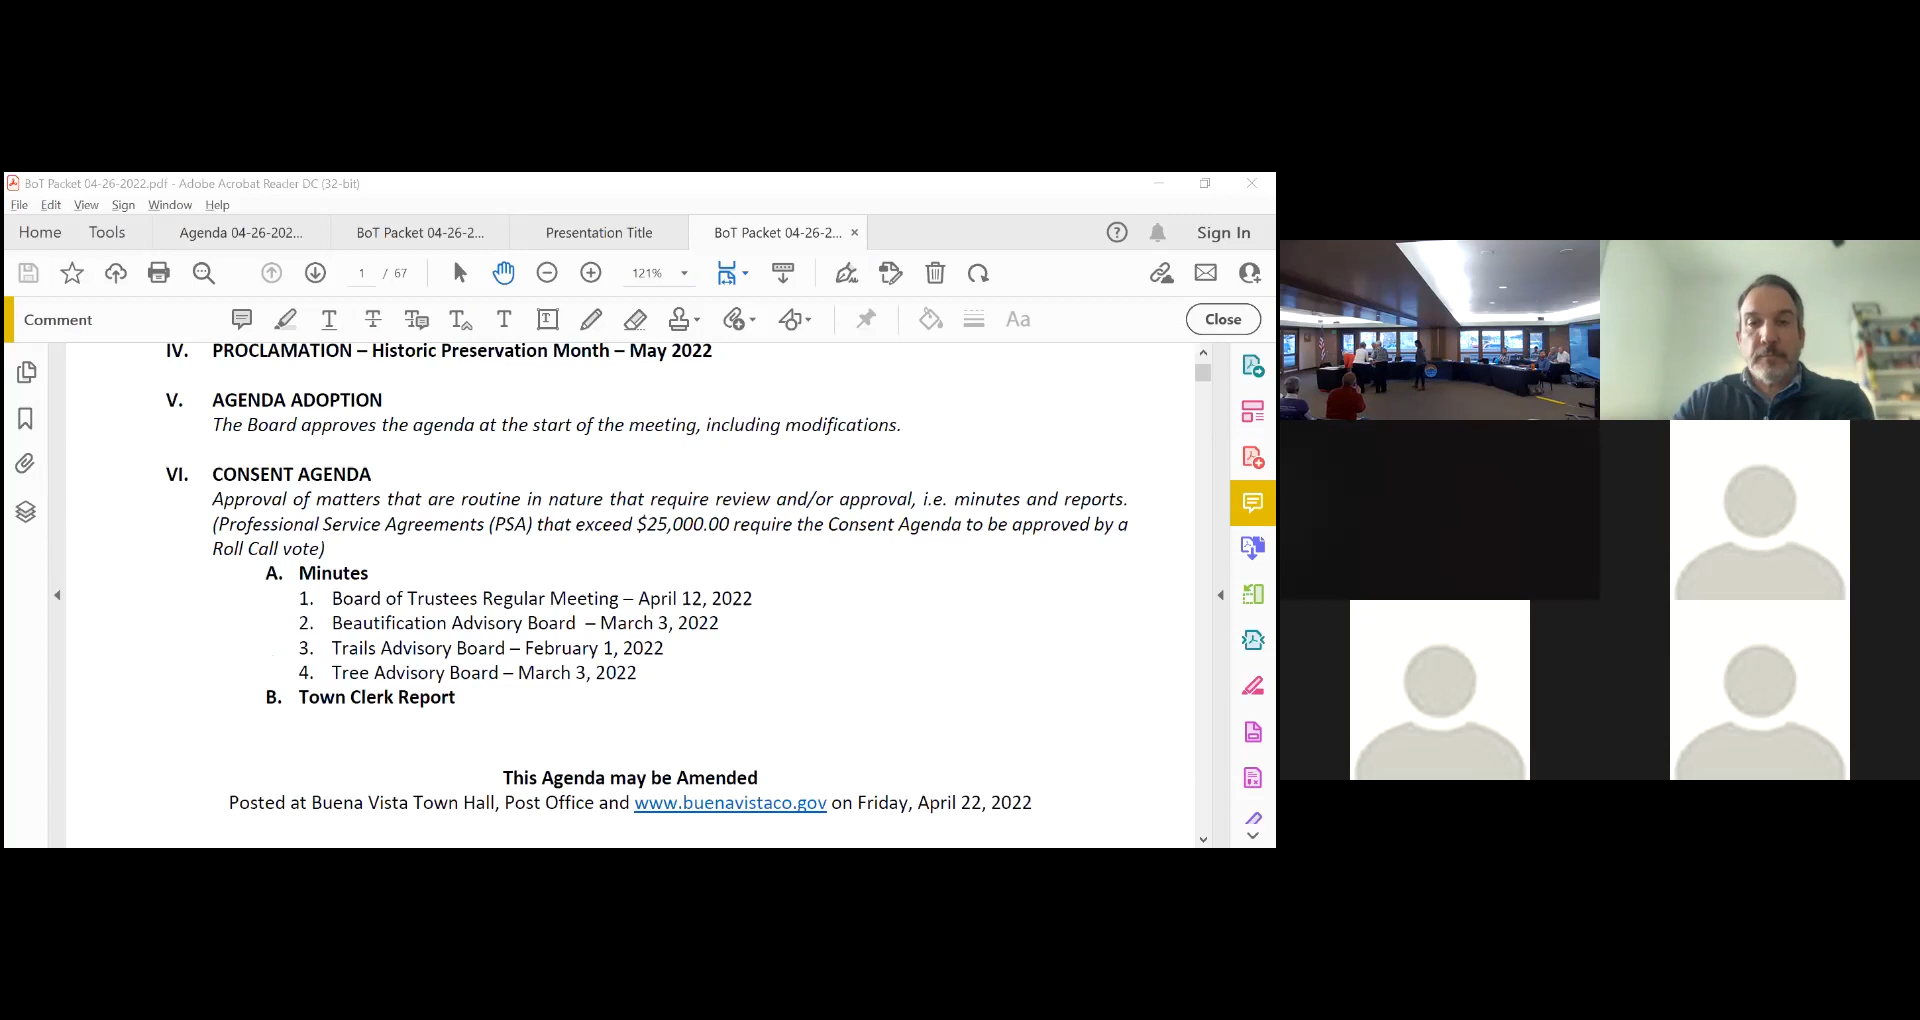 BoT Packet 04-26-2022.pdf - Adobe Acrobat Reader DC (32-bit)
File Edit View Sign Window Help
Home Tools Agenda 04-26-202... BoT Packet 04-26-2... Presentation Title BoT Packet 04-26-2... × Sign In
1 / 67 121%
Comment Aa Close
IV. PROCLAMATION – Historic Preservation Month – May 2022
V. AGENDA ADOPTION
The Board approves the agenda at the start of the meeting, including modifications.
VI. CONSENT AGENDA
Approval of matters that are routine in nature that require review and/or approval, i.e. minutes and reports.
(Professional Service Agreements (PSA) that exceed $25,000.00 require the Consent Agenda to be approved by a
Roll Call vote)
A. Minutes
1. Board of Trustees Regular Meeting – April 12, 2022
2. Beautification Advisory Board – March 3, 2022
3. Trails Advisory Board – February 1, 2022
4. Tree Advisory Board – March 3, 2022
B. Town Clerk Report
This Agenda may be Amended
Posted at Buena Vista Town Hall, Post Office and www.buenavistaco.gov on Friday, April 22, 2022